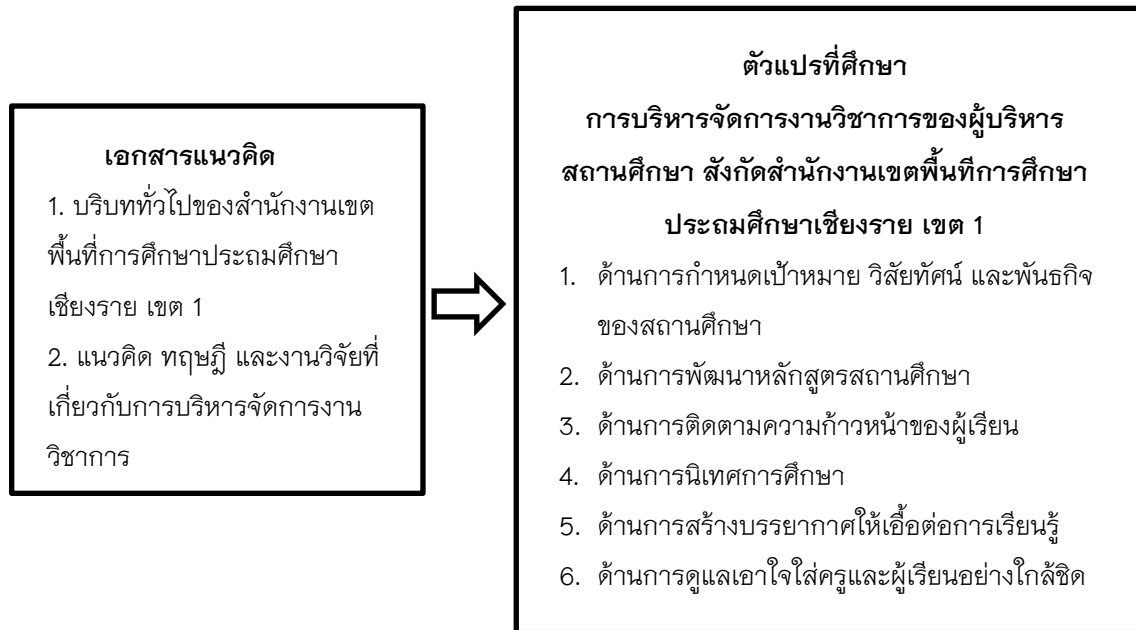 เอกสารแนวคิด
1. บริบททั่วไปของสำนักงานเขต
พื้นที่การศึกษาประถมศึกษา
เชียงราย เขต 1
2. แนวคิด ทฤษฎี และงานวิจัยที่
เกี่ยวกับการบริหารจัดการงาน
วิชาการ
ตัวแปรที่ศึกษา
การบริหารจัดการงานวิชาการของผู้บริหาร
สถานศึกษา สังกัดสำนักงานเขตพื้นทีการศึกษา
ประถมศึกษาเชียงราย เขต 1
1. ด้านการกำหนดเป้าหมาย วิสัยทัศน์ และพันธกิจ
ของสถานศึกษา
2. ด้านการพัฒนาหลักสูตรสถานศึกษา
3. ด้านการติดตามความก้าวหน้าของผู้เรียน
4. ด้านการนิเทศการศึกษา
5. ด้านการสร้างบรรยากาศให้เอื้อต่อการเรียนรู้
6. ด้านการดูแลเอาใจใส่ครูและผู้เรียนอย่างใกล้ชิด